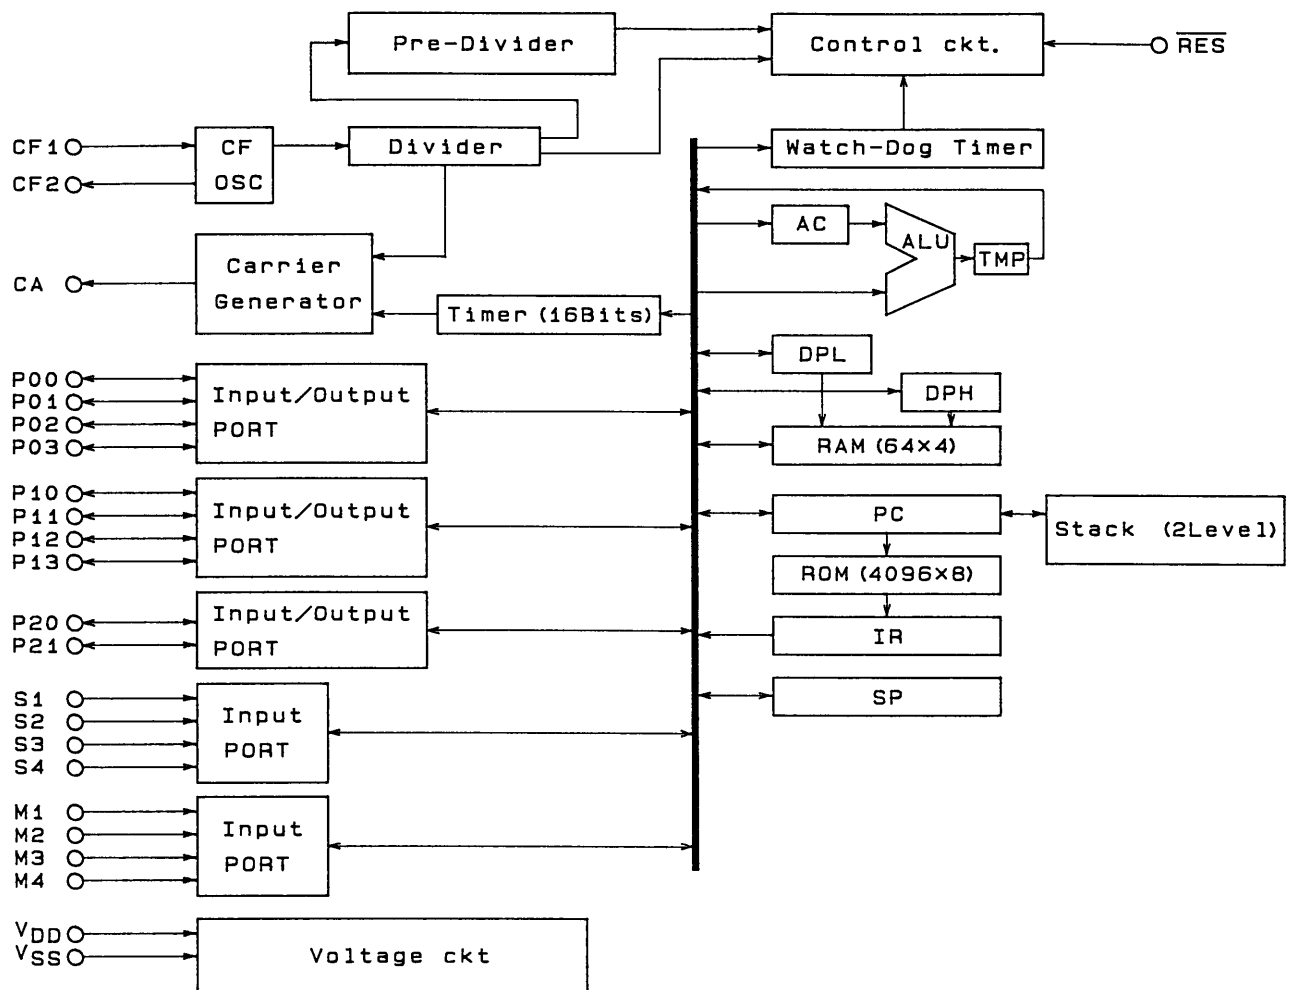 Pre-Divider
Control ckt.
RES
CF1
CF2
CF
OSC
Divider
Watch-Dog Timer
AC
ALU
TMP
CA
Carrier
Generator
Timer (16Bits)
DPL
DPH
RAM (64×4)
P00
P01
P02
P03
Input/Output
PORT
P10
P11
P12
P13
Input/Output
PORT
PC
Stack (2Level)
ROM (4096×8)
IR
SP
P20
P21
Input/Output
PORT
S1
S2
S3
S4
Input
PORT
M1
M2
M3
M4
Input
PORT
VDD
VSS
Voltage ckt